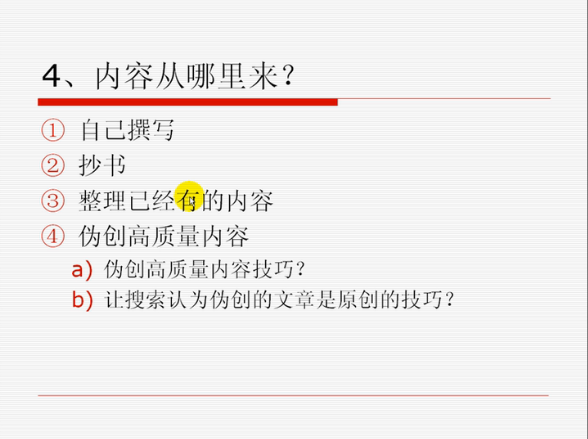 4、内容从哪里来？
① 自己撰写
② 抄书
③ 整理已经有的内容
④ 伪创高质量内容
a) 伪创高质量内容技巧？
b) 让搜索认为伪创的文章是原创的技巧？